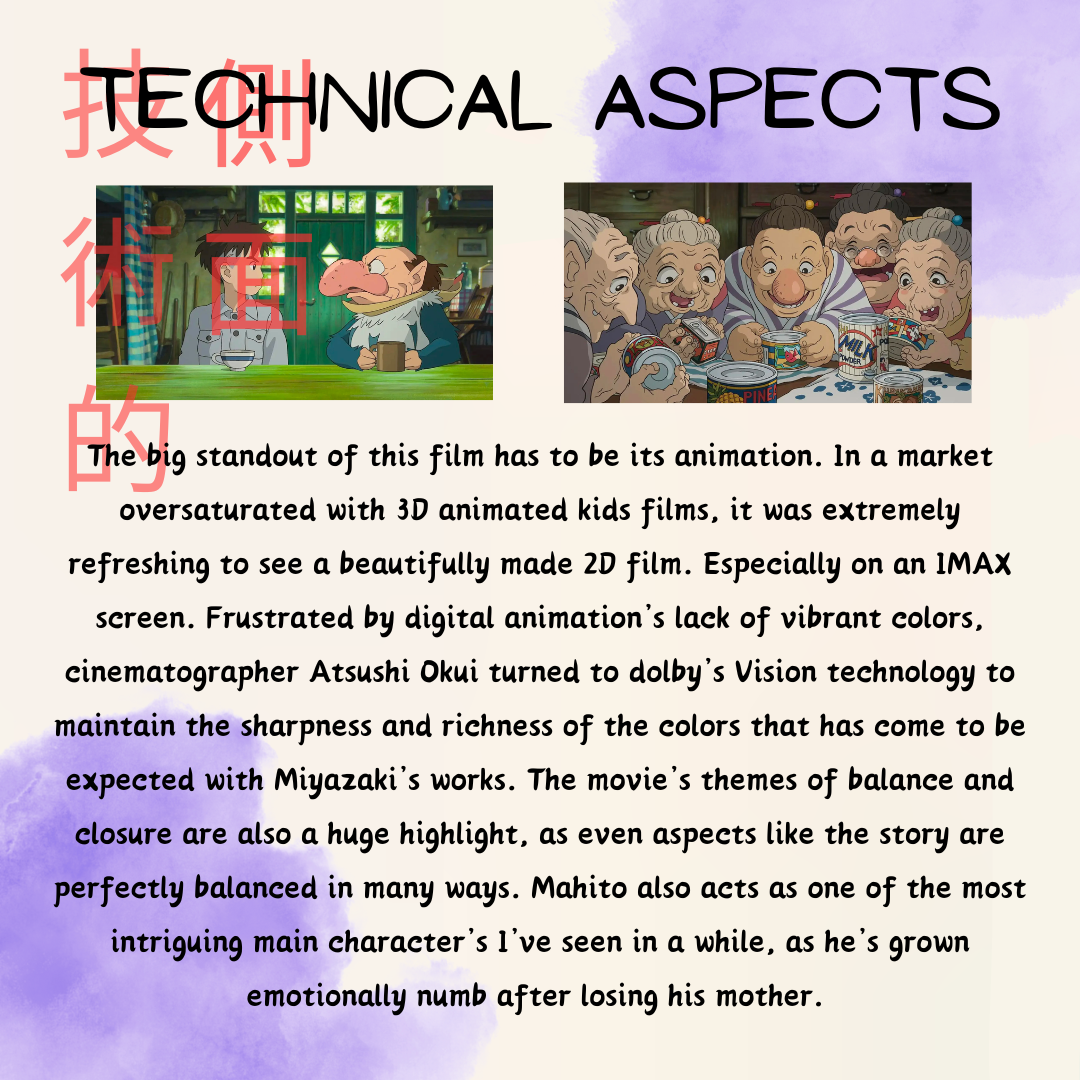 TECHNICAL ASPECTS
技術的
側面
MILK
POWDER
PINE
The big standout of this film has to be its animation. In a market
oversaturated with 3D animated kids films, it was extremely
refreshing to see a beautifully made 2D film. Especially on an IMAX
screen. Frustrated by digital animation's lack of vibrant colors,
cinematographer Atsushi Okui turned to dolby's Vision technology to
maintain the sharpness and richness of the colors that has come to be
expected with Miyazaki's works. The movie's themes of balance and
closure are also a huge highlight, as even aspects like the story are
perfectly balanced in many ways. Mahito also acts as one of the most
intriguing main character's I've seen in a while, as he's grown
emotionally numb after losing his mother.